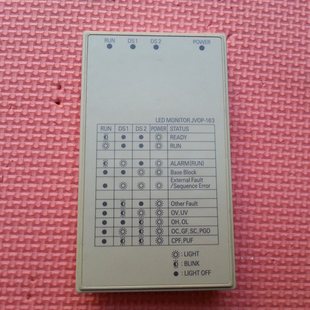 RUN DS1 DS2 POWER
LED MONITOR JVOP-163
RUN DS1 DS2 POWER STATUS
READY
RUN
ALARM (RUN)
Base Block
External Fault
/Sequence Error
Other Fault
OV, UV
OH, OL
OC, GF, SC, PGO
CPF, PUF
: LIGHT
: BLINK
: LIGHT OFF